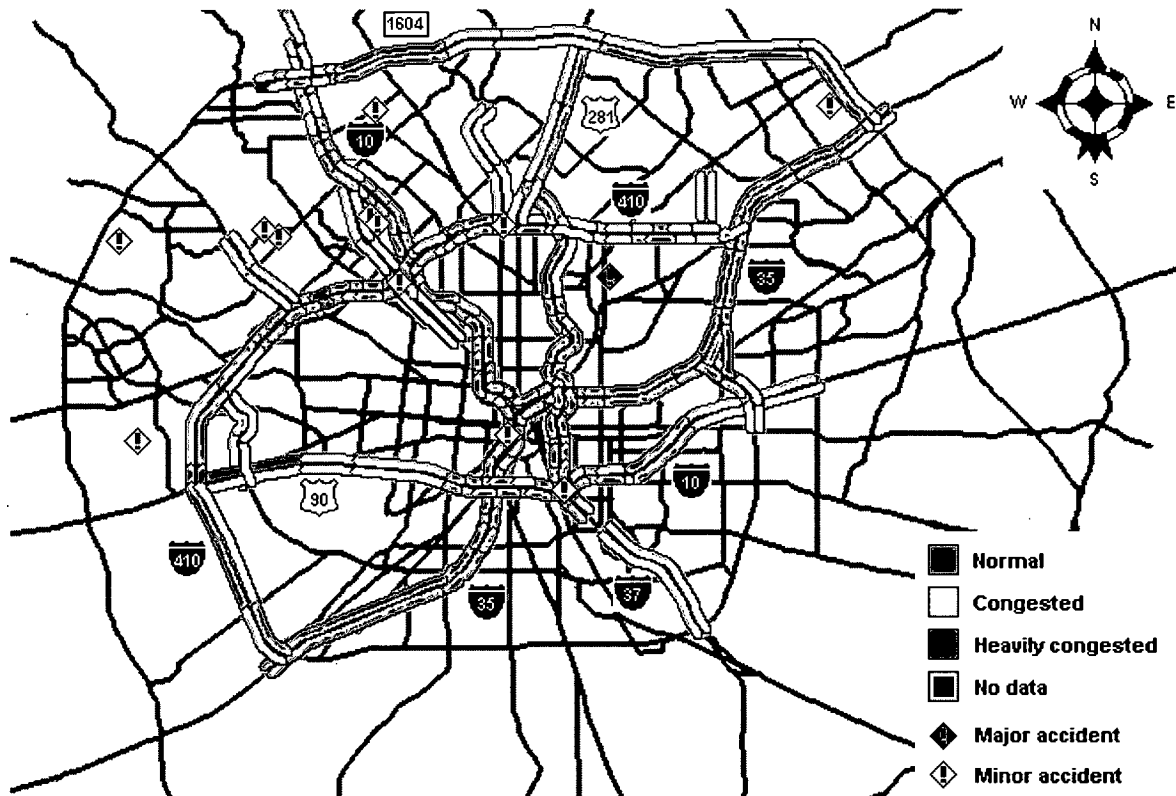 1604
N
W
E
S
281
10
410
35
90
10
410
35
37
Normal
Congested
Heavily congested
No data
Major accident
Minor accident